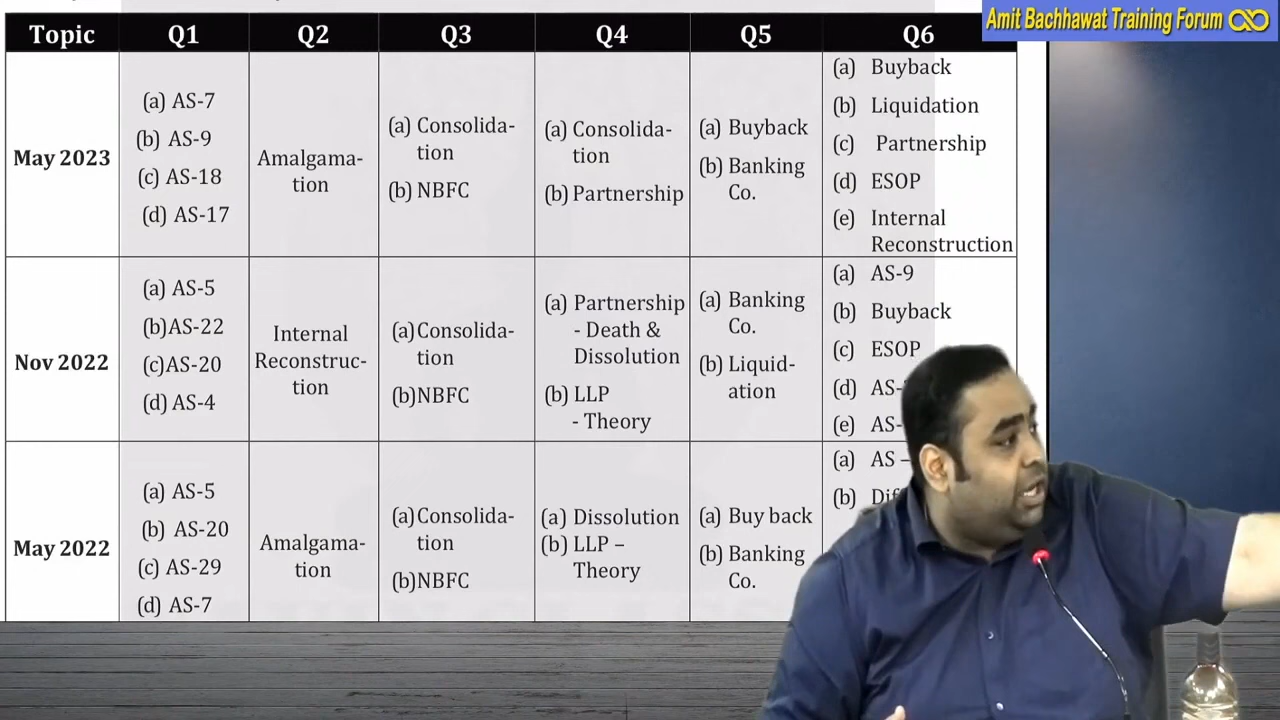 Amit Bachhawat Training Forum
Topic Q1 Q2 Q3 Q4 Q5 Q6
May 2023
(a) AS-7
(b) AS-9
(c) AS-18
(d) AS-17
Amalgama-
tion
(a) Consolida-
tion
(b) NBFC
(a) Consolida-
tion
(b) Partnership
(a) Buyback
(b) Banking
Co.
(a) Buyback
(b) Liquidation
(c) Partnership
(d) ESOP
(e) Internal
Reconstruction
Nov 2022
(a) AS-5
(b)AS-22
(c)AS-20
(d) AS-4
Internal
Reconstruc-
tion
(a)Consolida-
tion
(b)NBFC
(a) Partnership
- Death &
Dissolution
(b) LLP
- Theory
(a) Banking
Co.
(b) Liquid-
ation
(a) AS-9
(b) Buyback
(c) ESOP
(d) AS-
(e) AS-
May 2022
(a) AS-5
(b) AS-20
(c) AS-29
(d) AS-7
Amalgama-
tion
(a)Consolida-
tion
(b)NBFC
(a) Dissolution
(b) LLP –
Theory
(a) Buy back
(b) Banking
Co.
(a) AS –
(b)